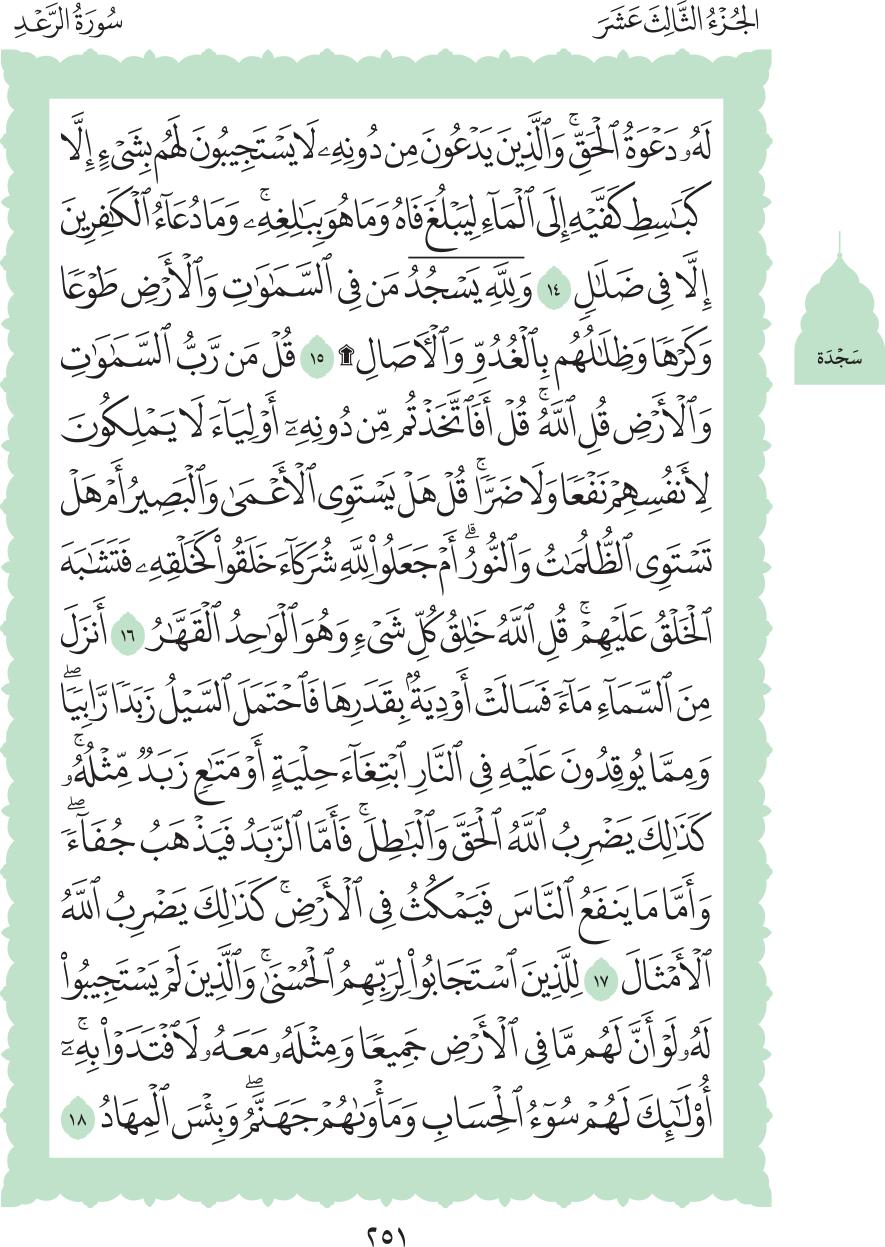 الجُزْءُ الثَّالِثَ عَشَرَ
سُورَةُ الرَّعْدِ
لَهُۥ دَعْوَةُ ٱلْحَقِّۚ وَٱلَّذِينَ يَدْعُونَ مِن دُونِهِۦ لَا يَسْتَجِيبُونَ لَهُم بِشَىْءٍ إِلَّا
كَبَٰسِطِ كَفَّيْهِ إِلَى ٱلْمَآءِ لِيَبْلُغَ فَاهُ وَمَا هُوَ بِبَٰلِغِهِۦۚ وَمَا دُعَآءُ ٱلْكَٰفِرِينَ
إِلَّا فِى ضَلَٰلٍ ١٤ وَلِلَّهِ يَسْجُدُ مَن فِى ٱلسَّمَٰوَٰتِ وَٱلْأَرْضِ طَوْعًا
وَكَرْهًا وَظِلَٰلُهُم بِٱلْغُدُوِّ وَٱلْءَاصَالِ ۩ ١٥ قُلْ مَن رَّبُّ ٱلسَّمَٰوَٰتِ
وَٱلْأَرْضِ قُلِ ٱللَّهُۚ قُلْ أَفَٱتَّخَذْتُم مِّن دُونِهِۦٓ أَوْلِيَآءَ لَا يَمْلِكُونَ
لِأَنفُسِهِمْ نَفْعًا وَلَا ضَرًّاۚ قُلْ هَلْ يَسْتَوِى ٱلْأَعْمَىٰ وَٱلْبَصِيرُ أَمْ هَلْ
تَسْتَوِى ٱلظُّلُمَٰتُ وَٱلنُّورُۗ أَمْ جَعَلُوا۟ لِلَّهِ شُرَكَآءَ خَلَقُوا۟ كَخَلْقِهِۦ فَتَشَٰبَهَ
ٱلْخَلْقُ عَلَيْهِمْۚ قُلِ ٱللَّهُ خَٰلِقُ كُلِّ شَىْءٍ وَهُوَ ٱلْوَٰحِدُ ٱلْقَهَّٰرُ ١٦ أَنزَلَ
مِنَ ٱلسَّمَآءِ مَآءً فَسَالَتْ أَوْدِيَةٌۢ بِقَدَرِهَا فَٱحْتَمَلَ ٱلسَّيْلُ زَبَدًا رَّابِيًاۖ
وَمِمَّا يُوقِدُونَ عَلَيْهِ فِى ٱلنَّارِ ٱبْتِغَآءَ حِلْيَةٍ أَوْ مَتَٰعٍ زَبَدٌ مِّثْلُهُۥۚ
كَذَٰلِكَ يَضْرِبُ ٱللَّهُ ٱلْحَقَّ وَٱلْبَٰطِلَۚ فَأَمَّا ٱلزَّبَدُ فَيَذْهَبُ جُفَآءًۖ
وَأَمَّا مَا يَنفَعُ ٱلنَّاسَ فَيَمْكُثُ فِى ٱلْأَرْضِۚ كَذَٰلِكَ يَضْرِبُ ٱللَّهُ
ٱلْأَمْثَالَ ١٧ لِلَّذِينَ ٱسْتَجَابُوا۟ لِرَبِّهِمُ ٱلْحُسْنَىٰۚ وَٱلَّذِينَ لَمْ يَسْتَجِيبُوا۟
لَهُۥ لَوْ أَنَّ لَهُم مَّا فِى ٱلْأَرْضِ جَمِيعًا وَمِثْلَهُۥ مَعَهُۥ لَٱفْتَدَوْا۟ بِهِۦٓۚ
أُو۟لَٰٓئِكَ لَهُمْ سُوٓءُ ٱلْحِسَابِ وَمَأْوَىٰهُمْ جَهَنَّمُۖ وَبِئْسَ ٱلْمِهَادُ ١٨
سَجْدَة
٢٥١